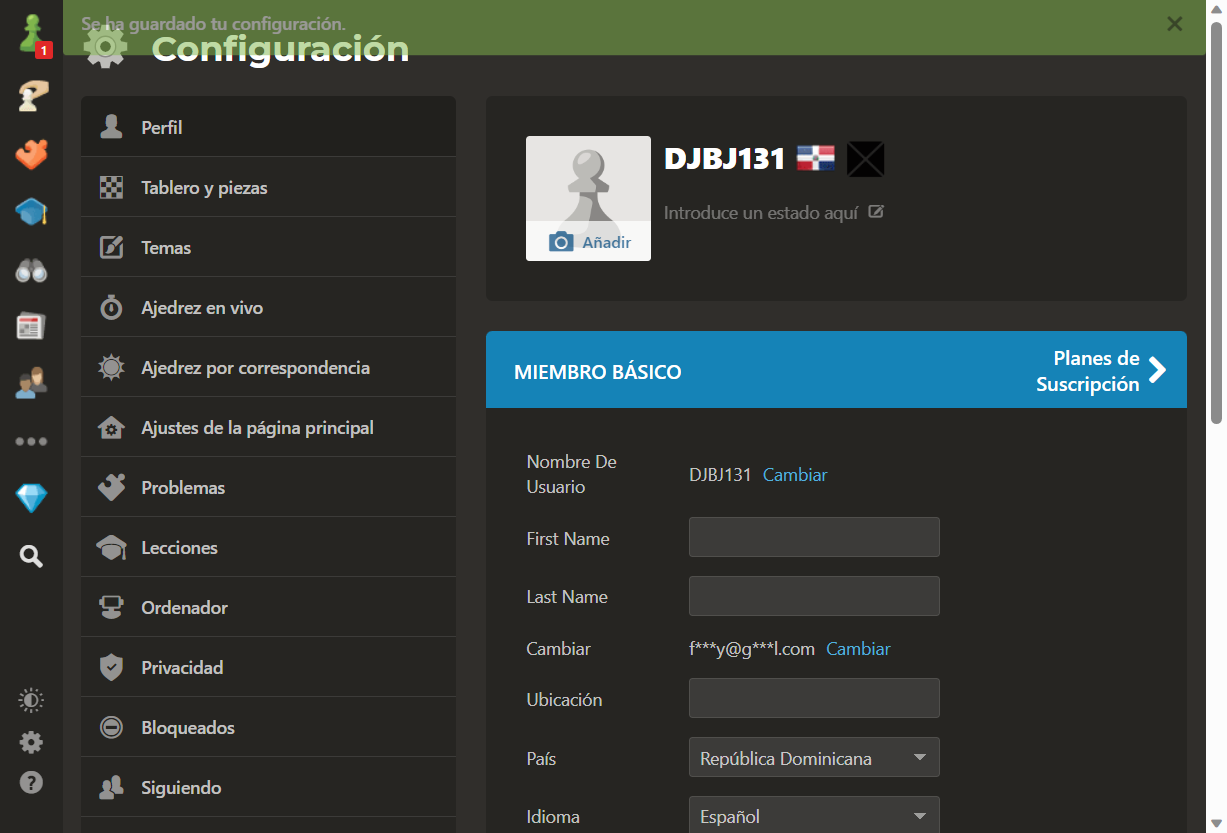 1
Se ha guardado tu configuración.
Configuración
Perfil
Tablero y piezas
Temas
Ajedrez en vivo
Ajedrez por correspondencia
Ajustes de la página principal
Problemas
Lecciones
Ordenador
Privacidad
Bloqueados
Siguiendo
DJBJ131
Introduce un estado aquí
Añadir
MIEMBRO BÁSICO
Planes de
Suscripción
Nombre De
Usuario
DJBJ131 Cambiar
First Name
Last Name
Cambiar f***y@g***l.com Cambiar
Ubicación
País República Dominicana
Idioma Español